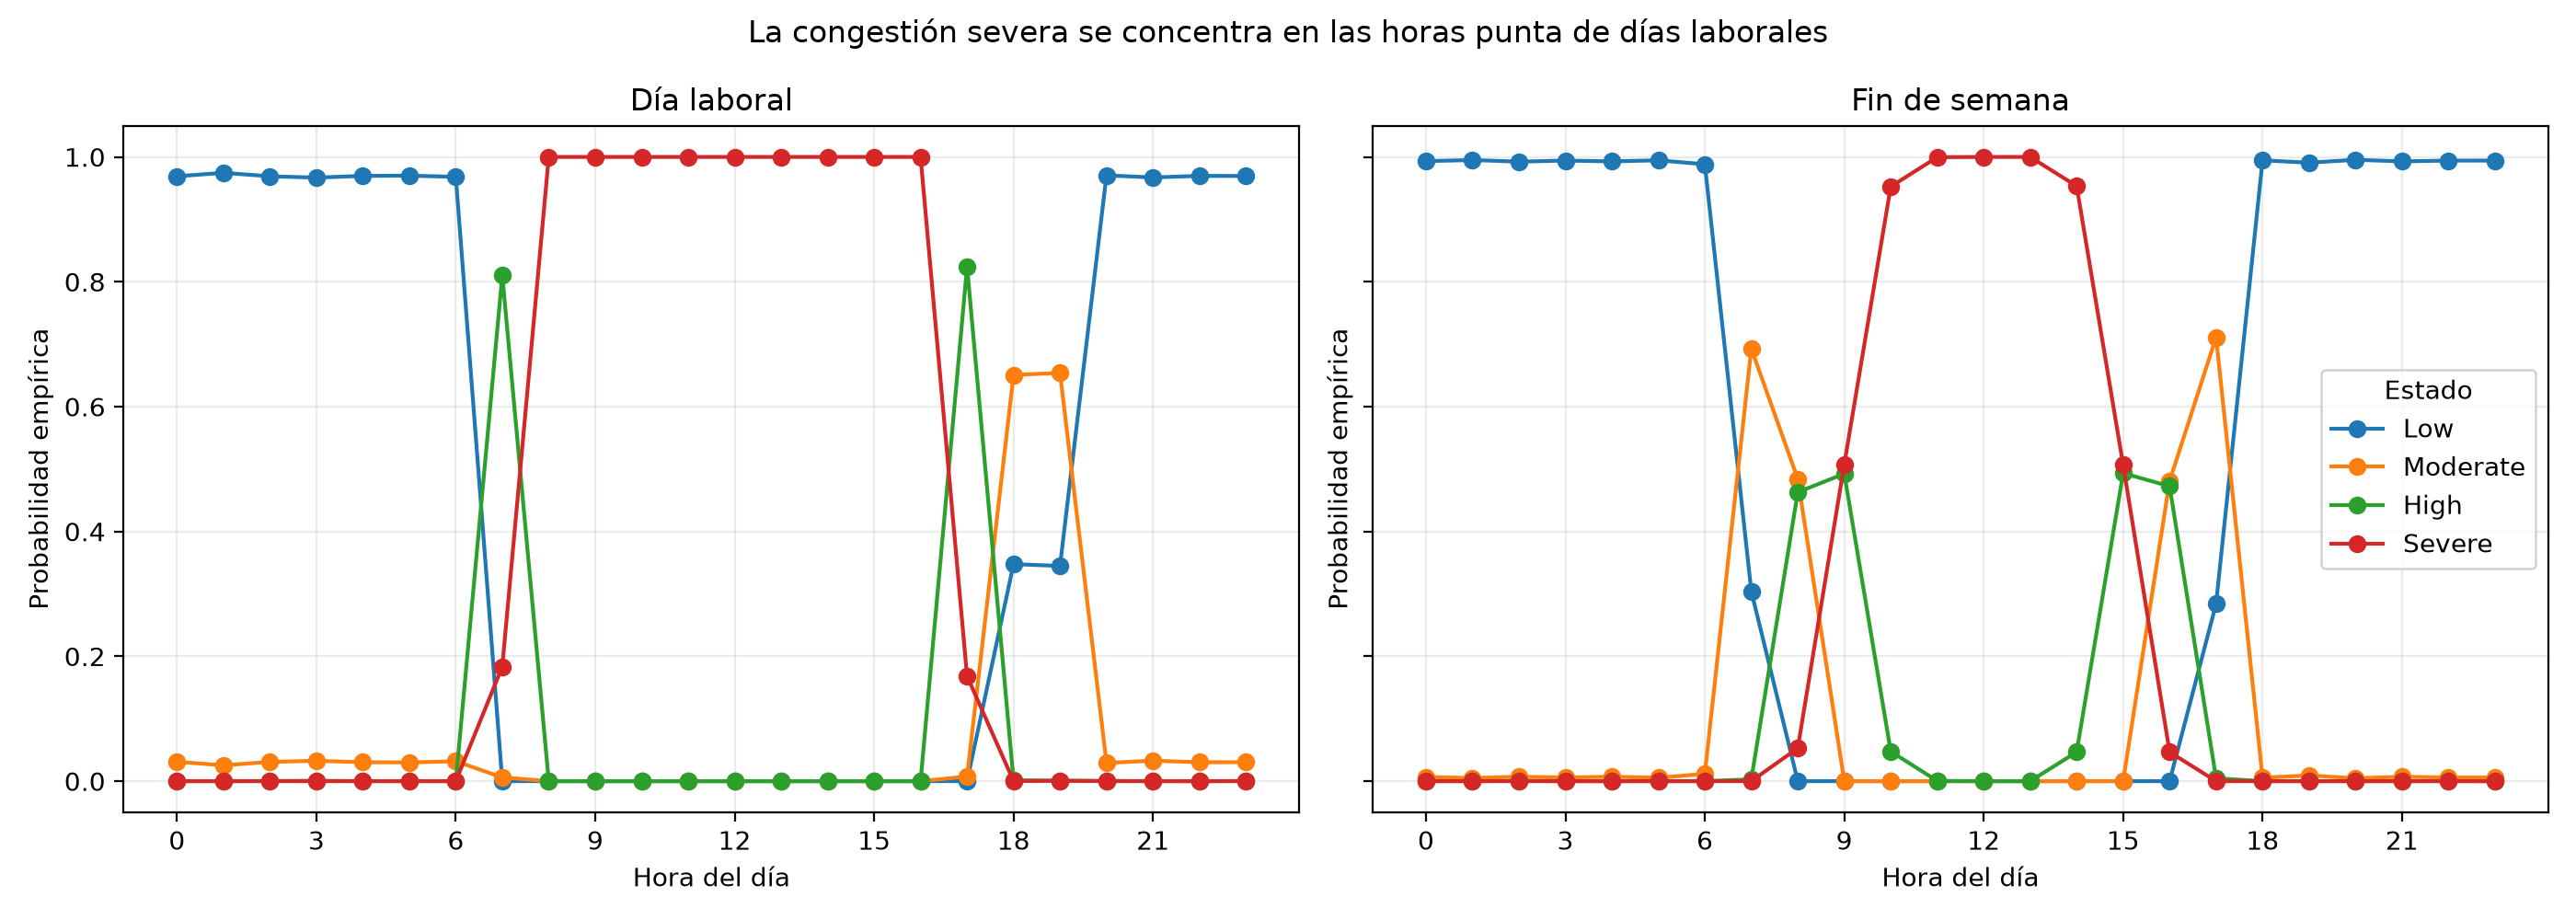 La congestión severa se concentra en las horas punta de días laborales
Día laboral
Probabilidad empírica
1.0
0.8
0.6
0.4
0.2
0.0
0 3 6 9 12 15 18 21
Hora del día
Fin de semana
Probabilidad empírica
Estado
Low
Moderate
High
Severe
0 3 6 9 12 15 18 21
Hora del día